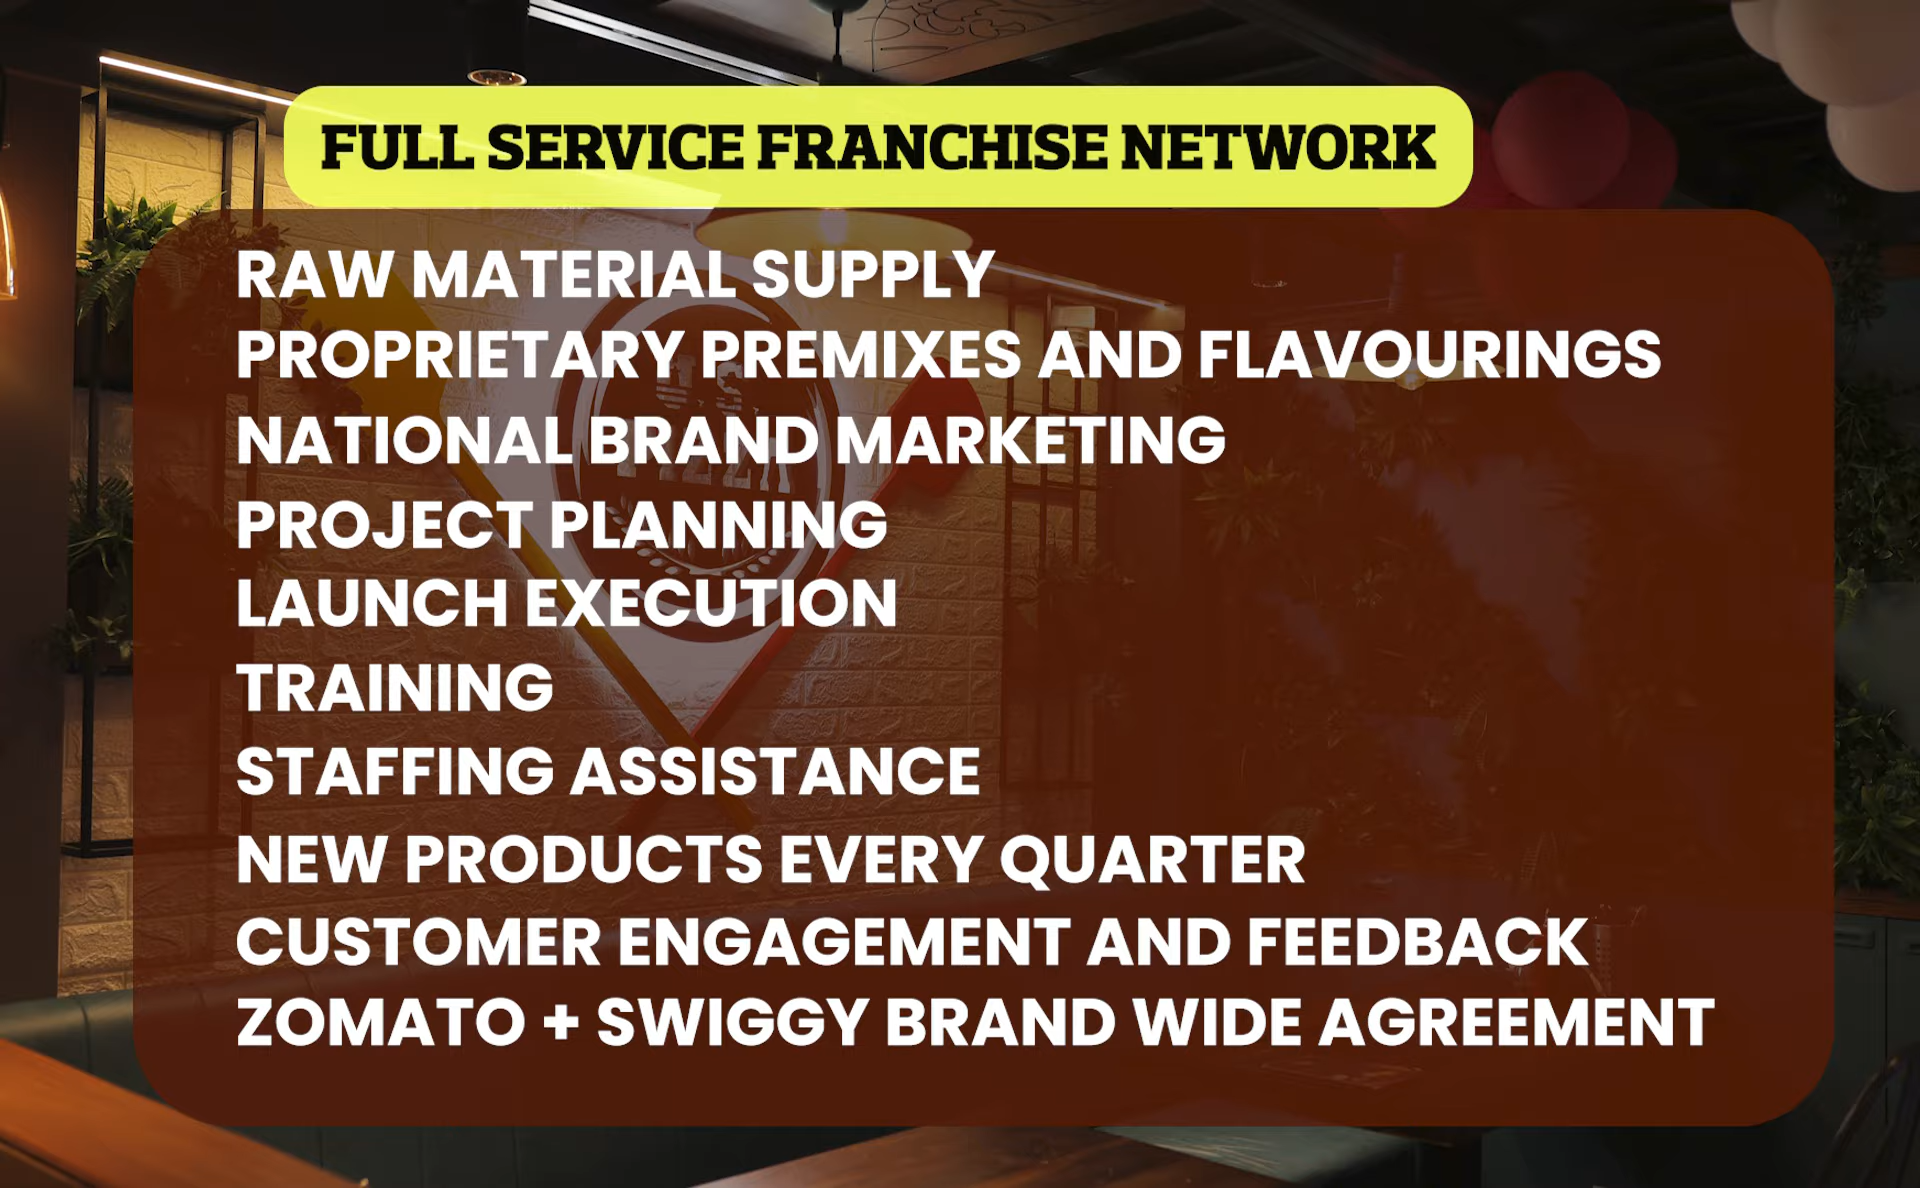 FULL SERVICE FRANCHISE NETWORK
RAW MATERIAL SUPPLY
PROPRIETARY PREMIXES AND FLAVOURINGS
NATIONAL BRAND MARKETING
PROJECT PLANNING
LAUNCH EXECUTION
TRAINING
STAFFING ASSISTANCE
NEW PRODUCTS EVERY QUARTER
CUSTOMER ENGAGEMENT AND FEEDBACK
ZOMATO + SWIGGY BRAND WIDE AGREEMENT